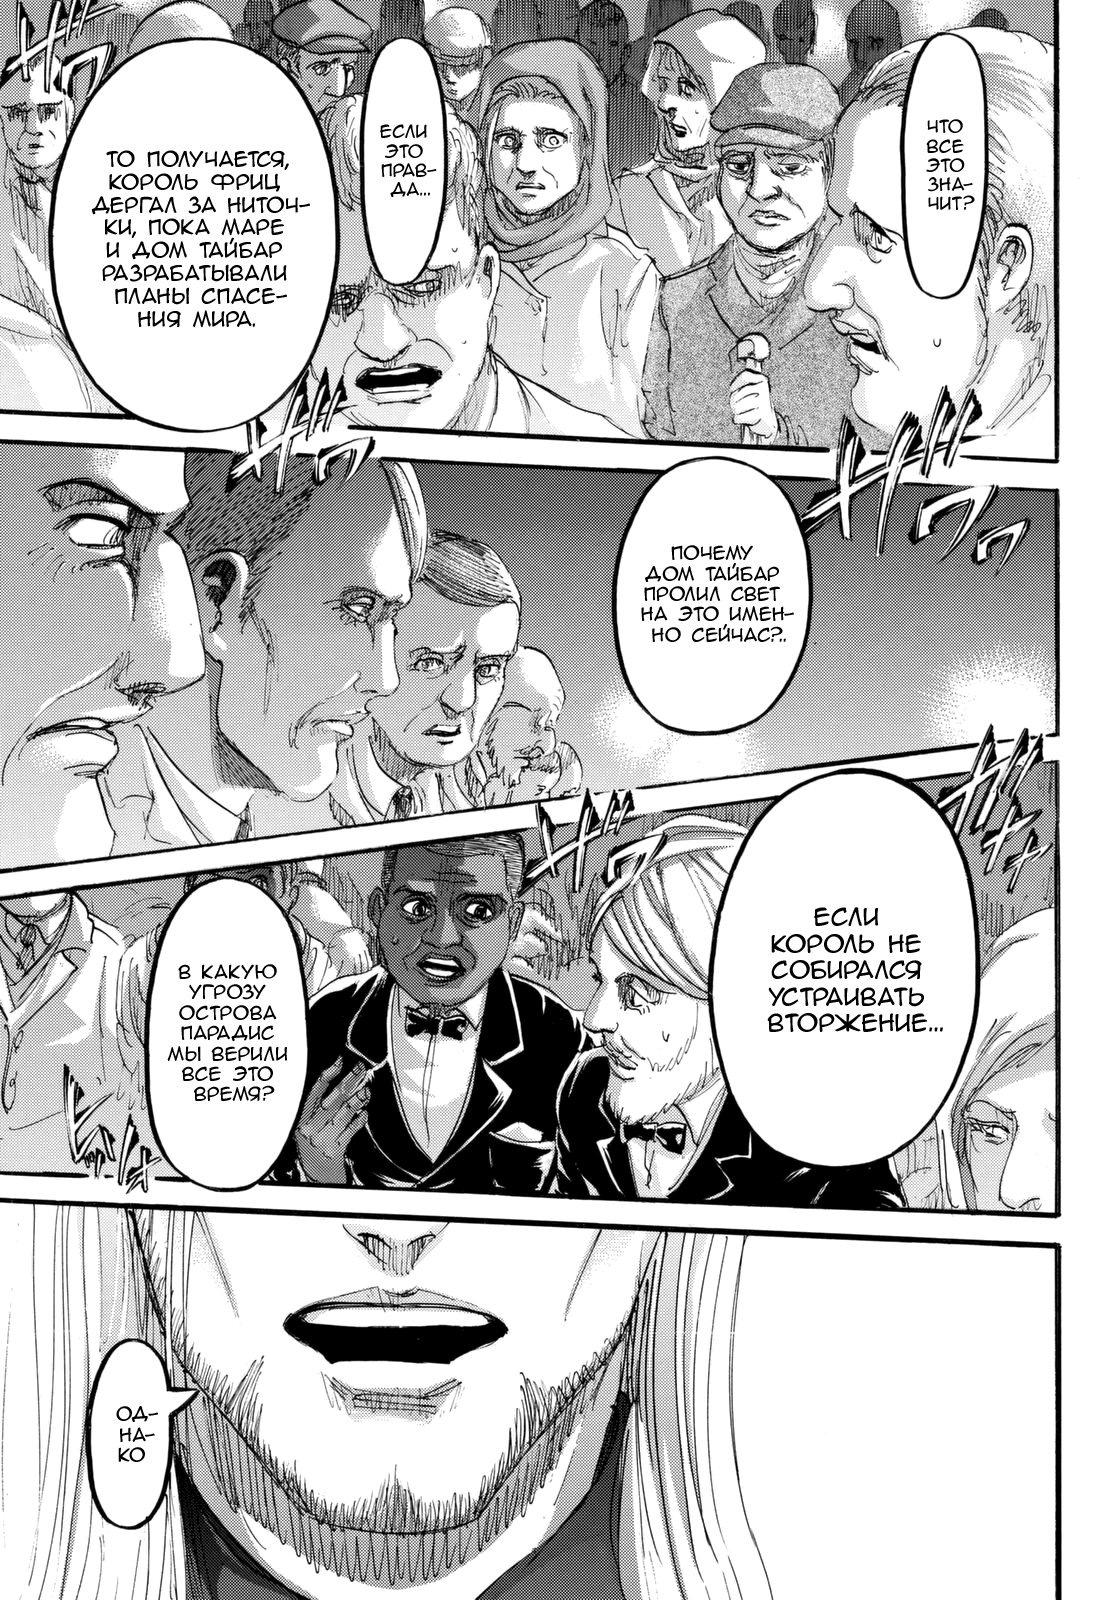 ЧТО
ВСЕ
ЭТО
ЗНА-
ЧИТ?
ЕСЛИ
ЭТО
ПРАВ-
ДА...
ТО ПОЛУЧАЕТСЯ,
КОРОЛЬ ФРИЦ
ДЕРГАЛ ЗА НИТОЧ-
КИ, ПОКА МАРЕ
И ДОМ ТАЙБАР
РАЗРАБАТЫВАЛИ
ПЛАНЫ СПАСЕ-
НИЯ МИРА.
ПОЧЕМУ
ДОМ ТАЙБАР
ПРОЛИЛ СВЕТ
НА ЭТО ИМЕН-
НО СЕЙЧАС?..
ЕСЛИ
КОРОЛЬ НЕ
СОБИРАЛСЯ
УСТРАИВАТЬ
ВТОРЖЕНИЕ...
В КАКУЮ
УГРОЗУ
ОСТРОВА
ПАРАДИС
МЫ ВЕРИЛИ
ВСЕ ЭТО
ВРЕМЯ?
ОД-
НА-
КО